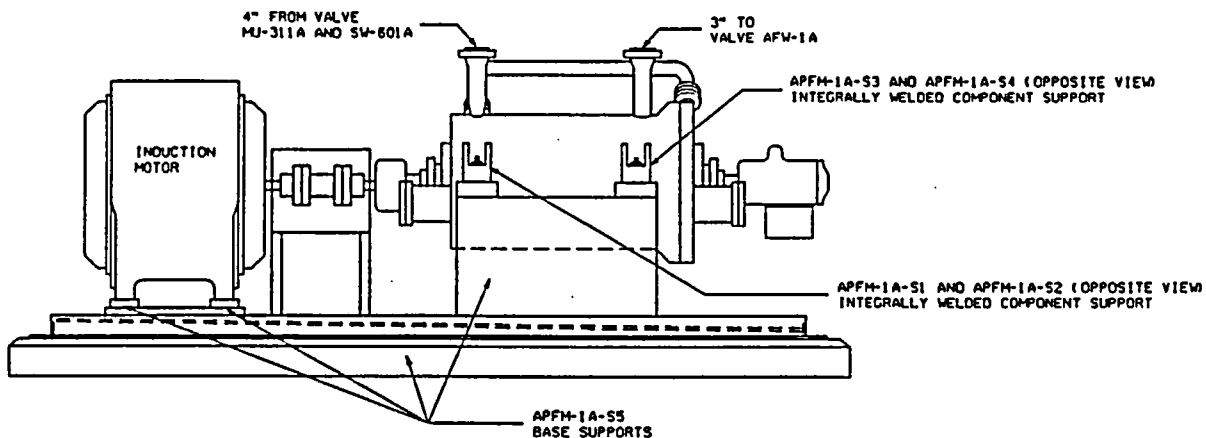 4" FROM VALVE
MU-311A AND SW-601A
3" TO
VALVE AFW-1A
APFM-1A-S3 AND APFM-1A-S4 (OPPOSITE VIEW)
INTEGRALLY WELDED COMPONENT SUPPORT
INDUCTION
MOTOR
APFM-1A-S1 AND APFM-1A-S2 (OPPOSITE VIEW)
INTEGRALLY WELDED COMPONENT SUPPORT
APFM-1A-S5
BASE SUPPORTS